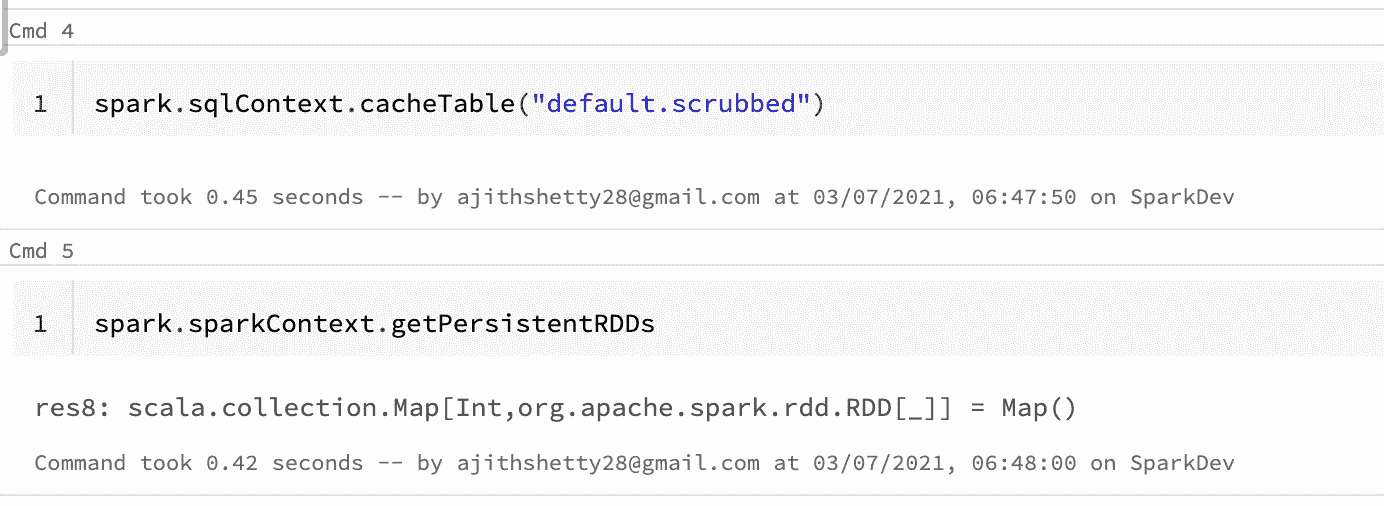 Cmd 4
1 spark.sqlContext.cacheTable("default.scrubbed")
Command took 0.45 seconds -- by ajithshetty28@gmail.com at 03/07/2021, 06:47:50 on SparkDev
Cmd 5
1 spark.sparkContext.getPersistentRDDs
res8: scala.collection.Map[Int,org.apache.spark.rdd.RDD[_]] = Map()
Command took 0.42 seconds -- by ajithshetty28@gmail.com at 03/07/2021, 06:48:00 on SparkDev